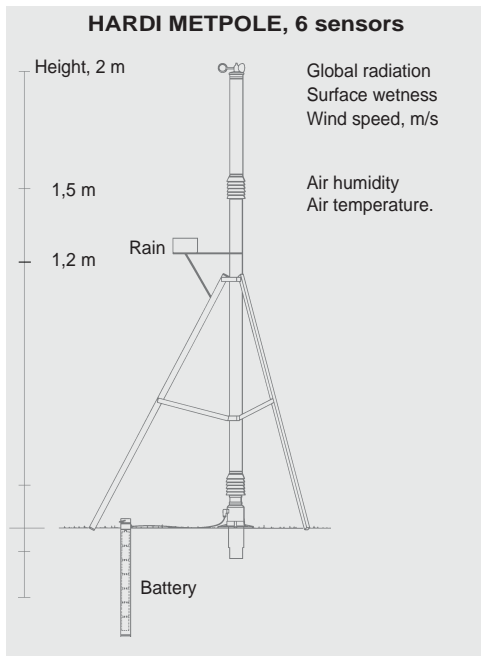 HARDI METPOLE, 6 sensors
Height, 2 m
Global radiation
Surface wetness
Wind speed, m/s
1,5 m
Air humidity
Air temperature.
Rain
1,2 m
Battery